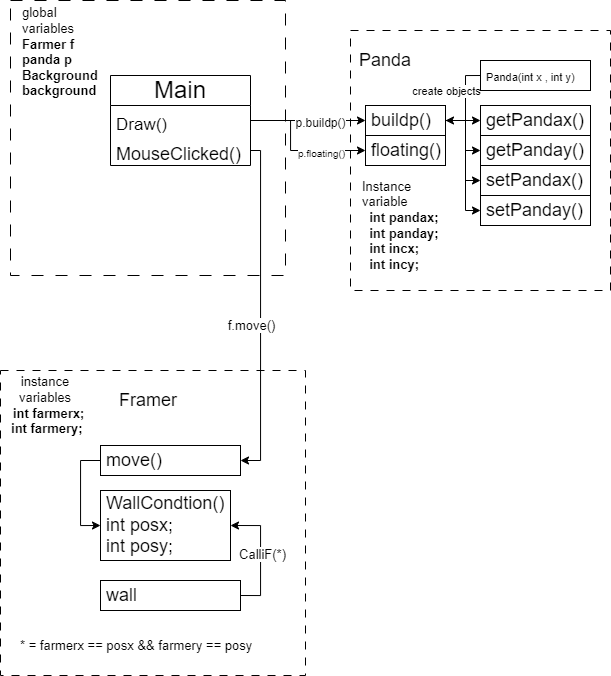 global
variables
Farmer f
panda p
Background
background
Main
Draw()
MouseClicked()
p.buildp()
p.floating()
Panda
Panda(int x , int y)
create objects
buildp()
floating()
getPandax()
getPanday()
setPandax()
setPanday()
Instance
variable
int pandax;
int panday;
int incx;
int incy;
f.move()
instance
variables
int farmerx;
int farmery;
Framer
move()
WallCondtion()
int posx;
int posy;
CalliF(*)
wall
* = farmerx == posx && farmery == posy